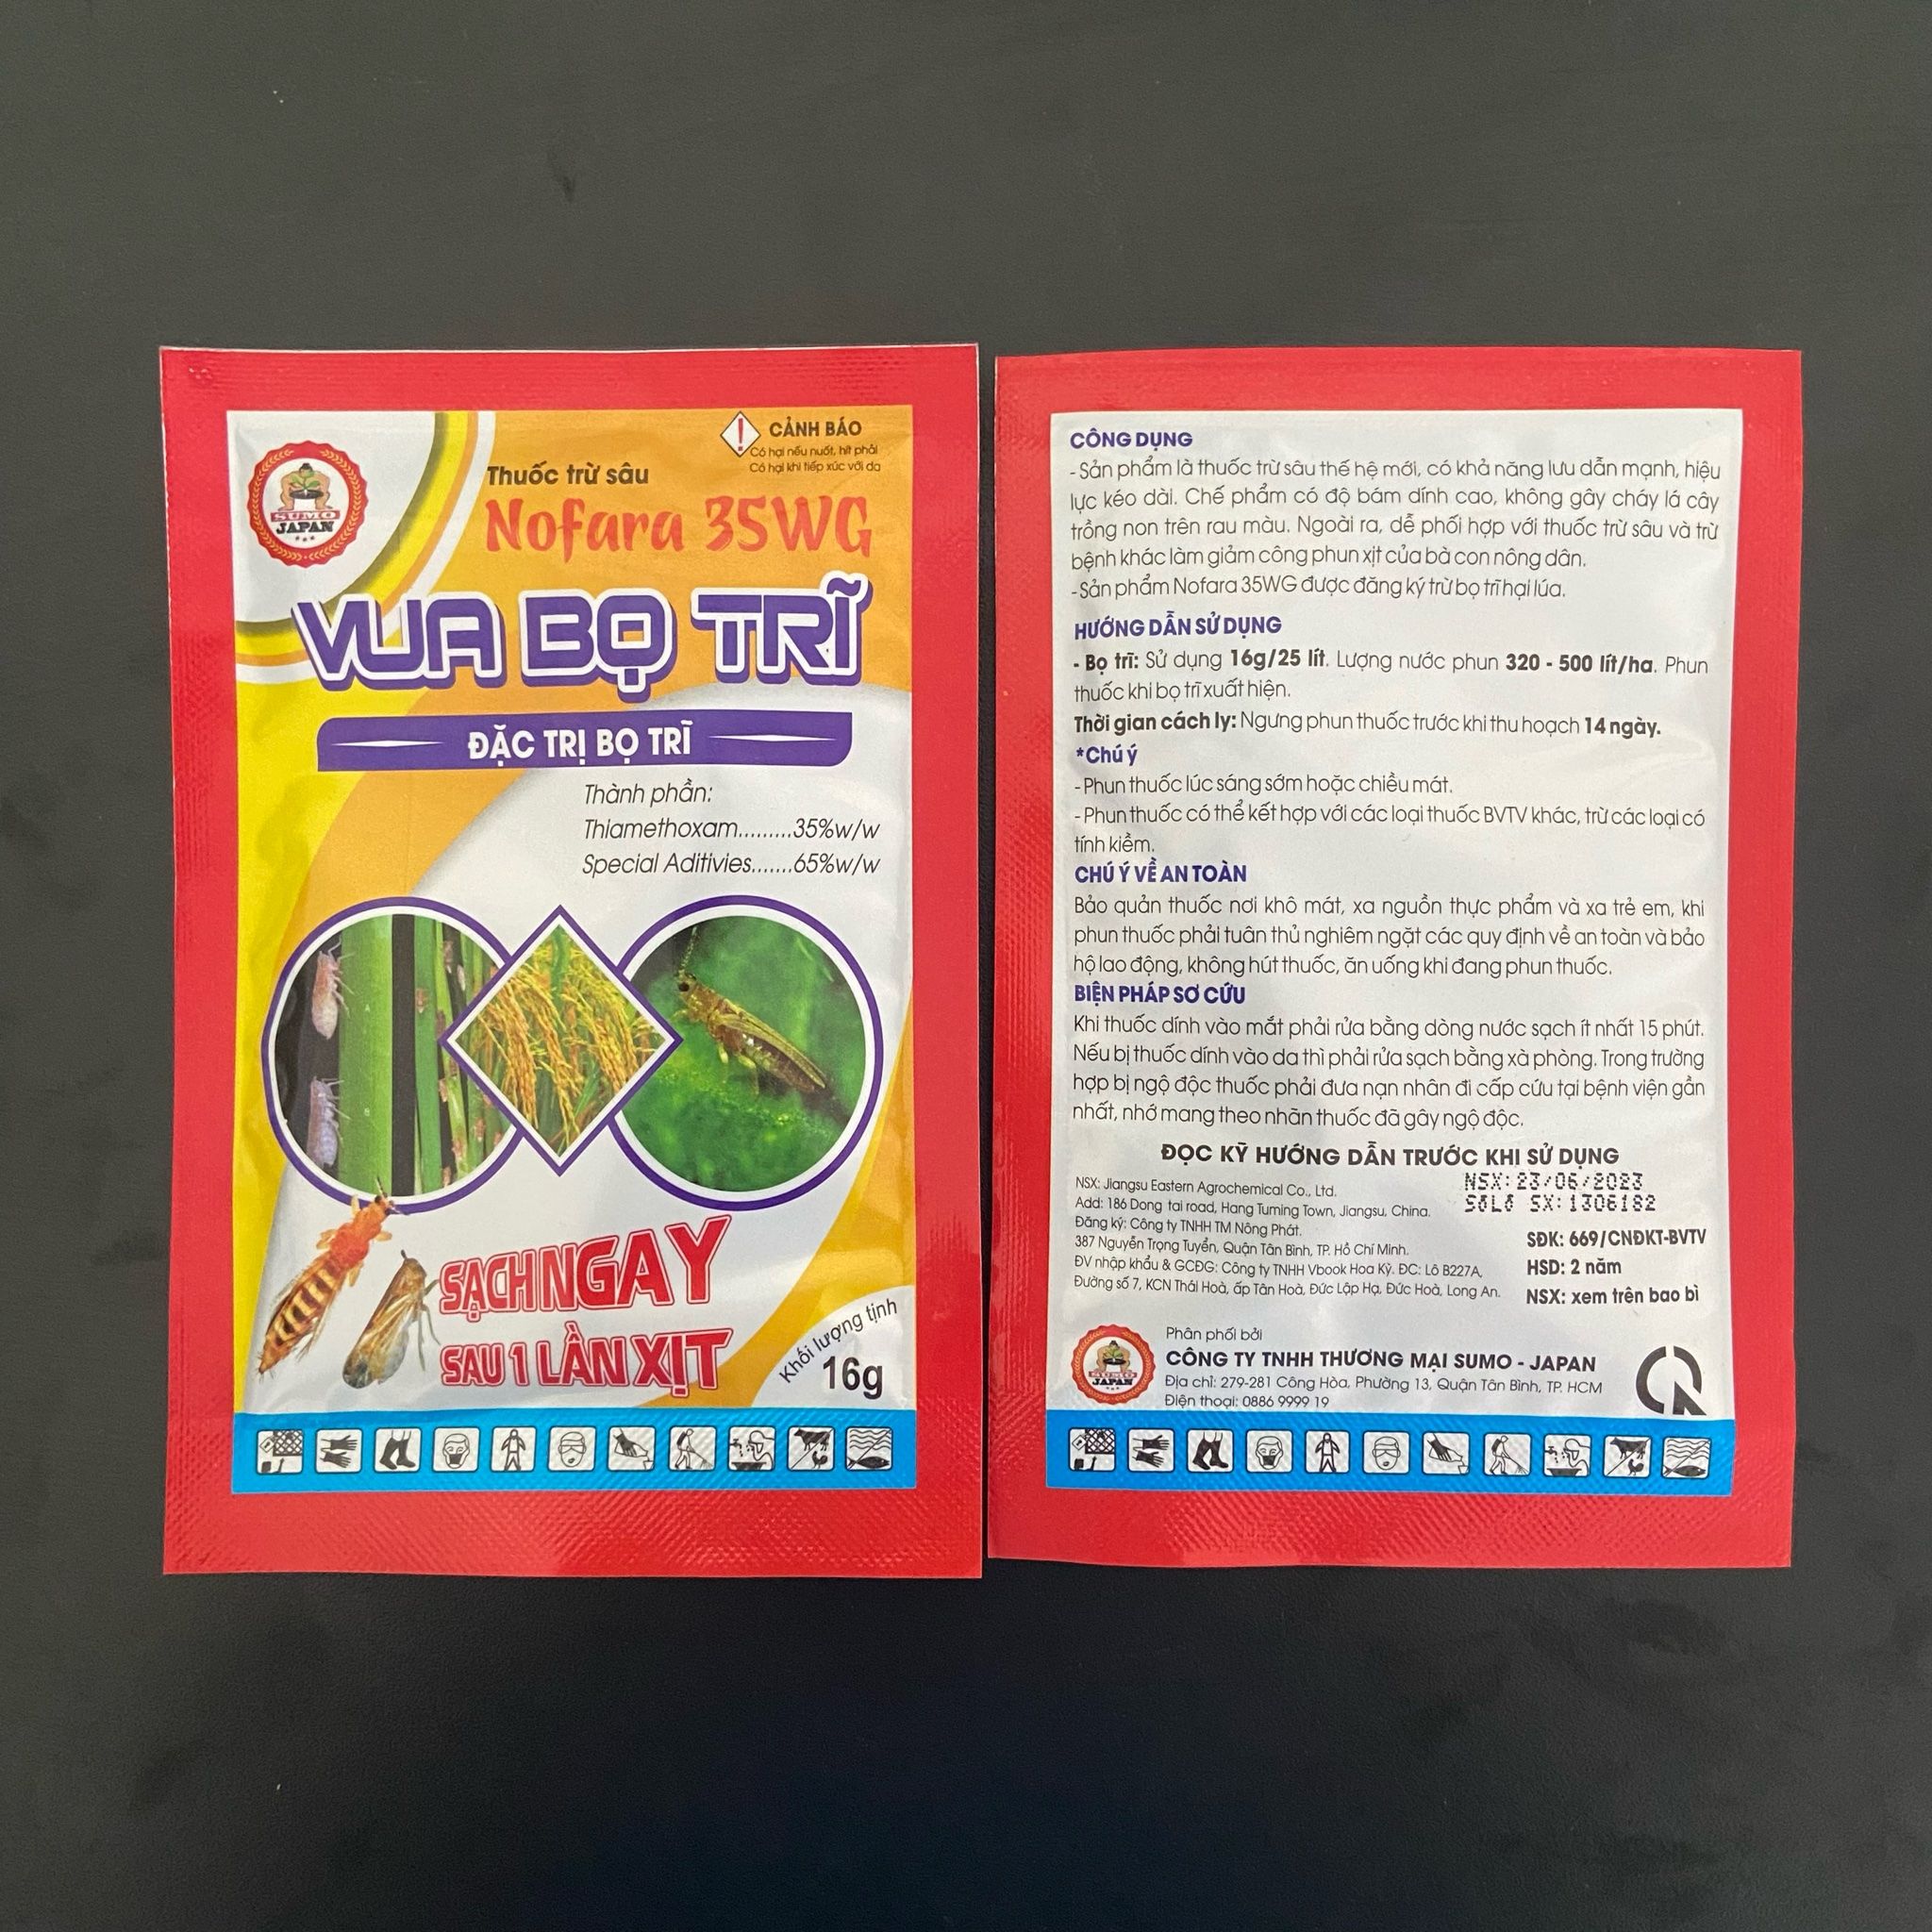 SUMO
JAPAN
CẢNH BÁO
Có hại nếu nuốt, hít phải
Có hại khi tiếp xúc với da
Thuốc trừ sâu
Nofara 35WG
VUA BỌ TRĨ
ĐẶC TRỊ BỌ TRĨ
Thành phần:
Thiamethoxam.........35%w/w
Special Aditivies.......65%w/w
A
B
SẠCH NGAY
SAU 1 LẦN XỊT
Khối lượng tịnh
16g
CÔNG DỤNG
- Sản phẩm là thuốc trừ sâu thế hệ mới, có khả năng lưu dẫn mạnh, hiệu
lực kéo dài. Chế phẩm có độ bám dính cao, không gây cháy lá cây
trồng non trên rau màu. Ngoài ra, dễ phối hợp với thuốc trừ sâu và trừ
bệnh khác làm giảm công phun xịt của bà con nông dân.
- Sản phẩm Nofara 35WG được đăng ký trừ bọ trĩ hại lúa.
HƯỚNG DẪN SỬ DỤNG
- Bọ trĩ: Sử dụng 16g/25 lít. Lượng nước phun 320 - 500 lít/ha. Phun
thuốc khi bọ trĩ xuất hiện.
Thời gian cách ly: Ngưng phun thuốc trước khi thu hoạch 14 ngày.
*Chú ý
- Phun thuốc lúc sáng sớm hoặc chiều mát.
- Phun thuốc có thể kết hợp với các loại thuốc BVTV khác, trừ các loại có
tính kiềm.
CHÚ Ý VỀ AN TOÀN
Bảo quản thuốc nơi khô mát, xa nguồn thực phẩm và xa trẻ em, khi
phun thuốc phải tuân thủ nghiêm ngặt các quy định về an toàn và bảo
hộ lao động, không hút thuốc, ăn uống khi đang phun thuốc.
BIỆN PHÁP SƠ CỨU
Khi thuốc dính vào mắt phải rửa bằng dòng nước sạch ít nhất 15 phút.
Nếu bị thuốc dính vào da thì phải rửa sạch bằng xà phòng. Trong trường
hợp bị ngộ độc thuốc phải đưa nạn nhân đi cấp cứu tại bệnh viện gần
nhất, nhớ mang theo nhãn thuốc đã gây ngộ độc.
ĐỌC KỸ HƯỚNG DẪN TRƯỚC KHI SỬ DỤNG
NSX: Jiangsu Eastern Agrochemical Co., Ltd.
Add: 186 Dong tai road, Hang Tuming Town, Jiangsu, China.
Đăng ký: Công ty TNHH TM Nông Phát.
387 Nguyễn Trọng Tuyển, Quận Tân Bình, TP. Hồ Chí Minh.
ĐV nhập khẩu & GCĐG: Công ty TNHH Vbook Hoa Kỳ. ĐC: Lô B227A,
Đường số 7, KCN Thái Hoà, ấp Tân Hoà, Đức Lập Hạ, Đức Hoà, Long An.
NSX: 23/06/2023
SốLô SX: 1306182
SĐK: 669/CNĐKT-BVTV
HSD: 2 năm
NSX: xem trên bao bì
SUMO
JAPAN
Phân phối bởi
CÔNG TY TNHH THƯƠNG MẠI SUMO - JAPAN
Địa chỉ: 279-281 Cộng Hòa, Phường 13, Quận Tân Bình, TP. HCM
Điện thoại: 0886 9999 19